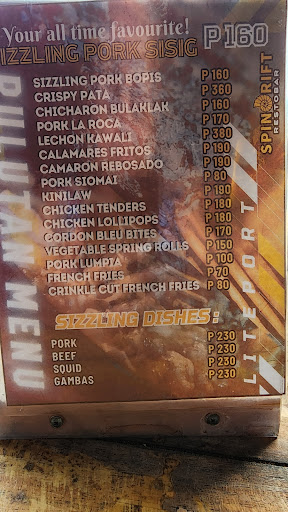 Your all time favourite!
SIZZLING PORK SISIG P160
SIZZLING PORK BOPIS P 160
CRISPY PATA P 360
CHICHARON BULAKLAK P 160
PORK LA ROCA P 170
LECHON KAWALI P 380
CALAMARES FRITOS P 190
CAMARON REBOSADO P 190
PORK SIOMAI P 80
KINILAW P 190
CHICKEN TENDERS P 180
CHICKEN LOLLIPOPS P 180
CORDON BLEU BITES P 170
VEGETABLE SPRING ROLLS P 150
PORK LUMPIA P 100
FRENCH FRIES P 70
CRINKLE CUT FRENCH FRIES P 80
SIZZLING DISHES:
PORK P 230
BEEF P 230
SQUID P 230
GAMBAS P 230
PULUTAN MENU
SPINDRIFT
RESTOBAR
LITEPORT